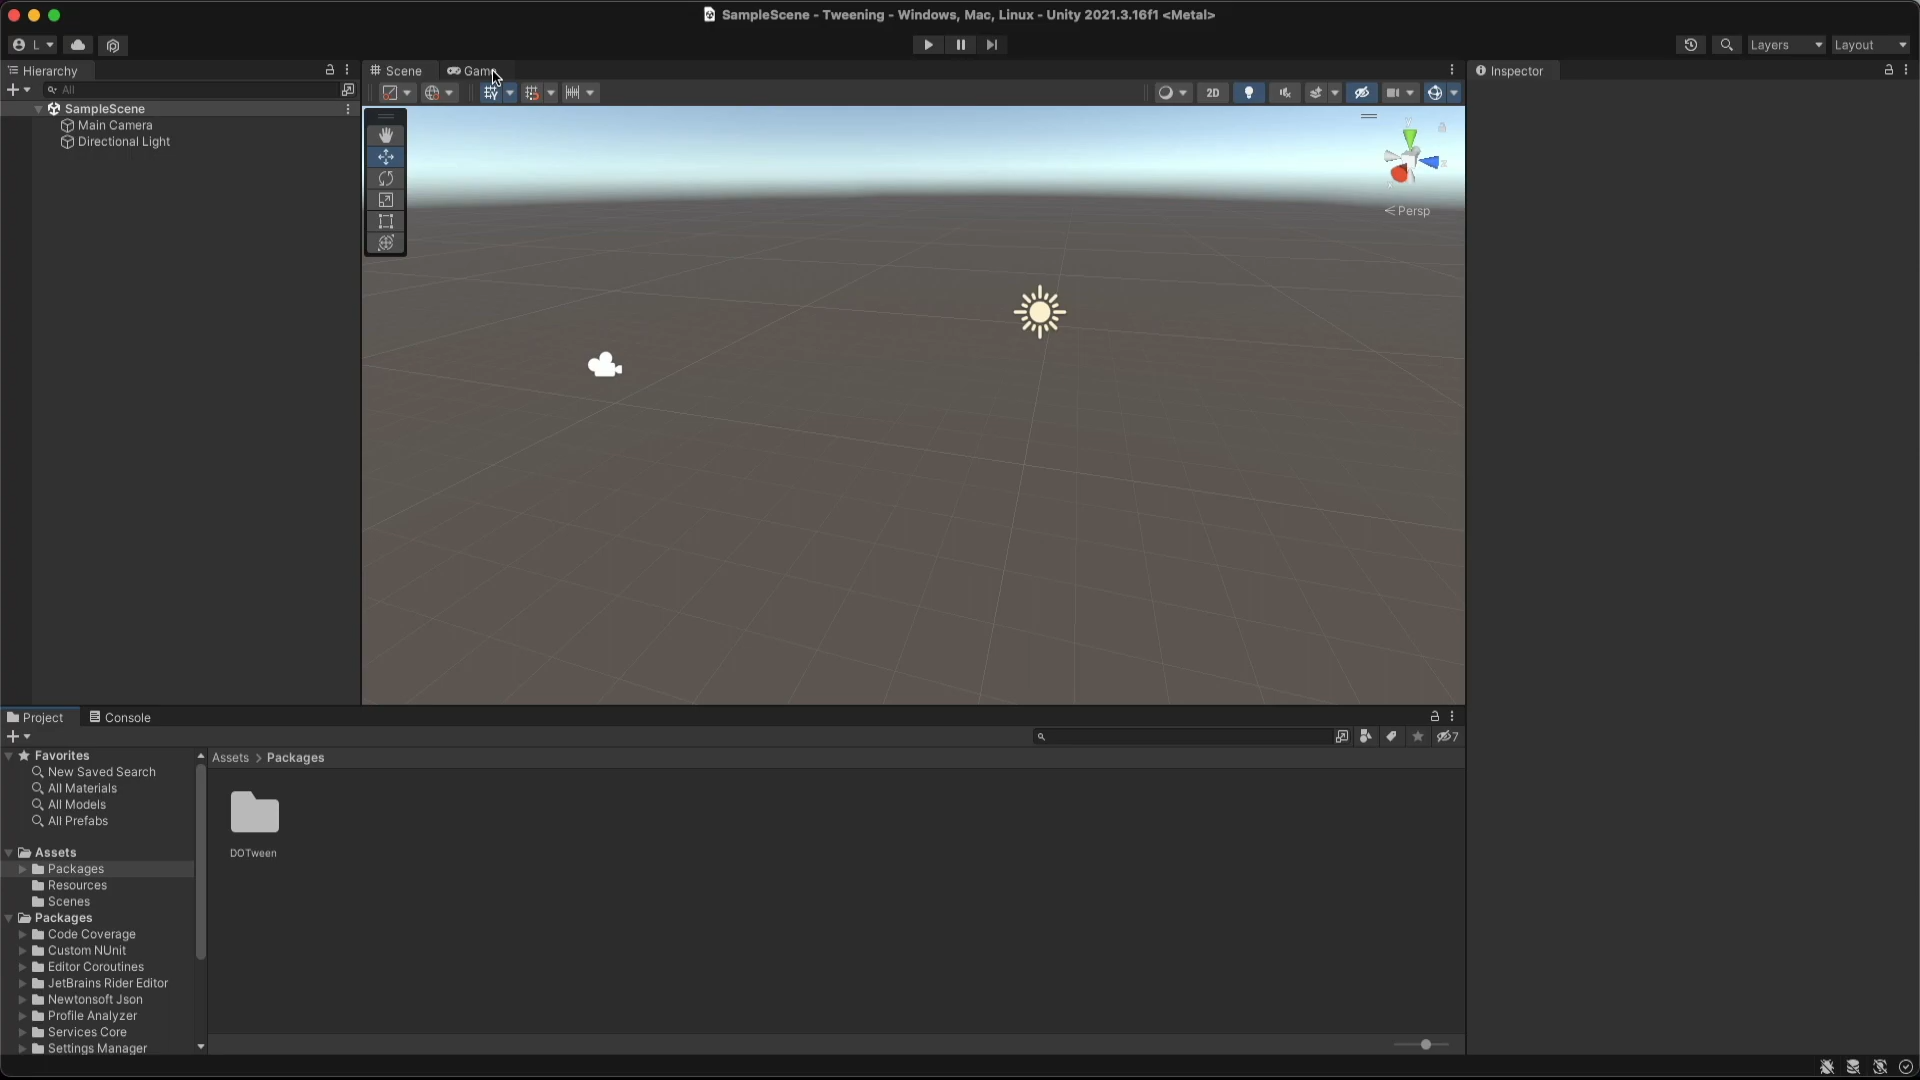 SampleScene - Tweening - Windows, Mac, Linux - Unity 2021.3.16f1 <Metal>
L
Layers
Layout
Hierarchy
Scene
Game
Inspector
All
2D
SampleScene
Main Camera
Directional Light
y
z
Persp
Project
Console
7
Favorites
New Saved Search
All Materials
All Models
All Prefabs
Assets
Packages
Resources
Scenes
Packages
Code Coverage
Custom NUnit
Editor Coroutines
JetBrains Rider Editor
Newtonsoft Json
Profile Analyzer
Services Core
Settings Manager
Assets > Packages
DOTween